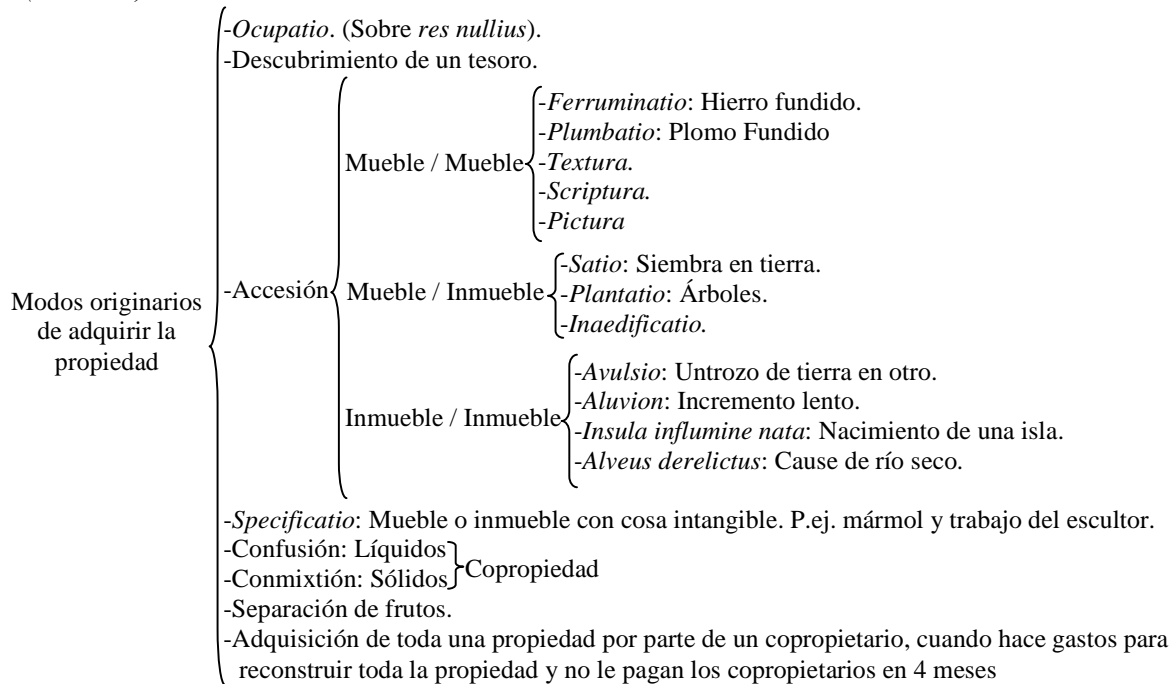 -Ocupatio. (Sobre res nullius).
-Descubrimiento de un tesoro.
-Ferruminatio: Hierro fundido.
-Plumbatio: Plomo Fundido
Mueble / Mueble
-Textura.
-Scriptura.
-Pictura
-Satio: Siembra en tierra.
-Accesión
Mueble / Inmueble
-Plantatio: Árboles.
-Inaedificatio.
Modos originarios
de adquirir la
propiedad
-Avulsio: Untrozo de tierra en otro.
-Aluvion: Incremento lento.
Inmueble / Inmueble
-Insula influmine nata: Nacimiento de una isla.
-Alveus derelictus: Cause de río seco.
-Specificatio: Mueble o inmueble con cosa intangible. P.ej. mármol y trabajo del escultor.
-Confusión: Líquidos
Copropiedad
-Conmixtión: Sólidos
-Separación de frutos.
-Adquisición de toda una propiedad por parte de un copropietario, cuando hace gastos para
reconstruir toda la propiedad y no le pagan los copropietarios en 4 meses